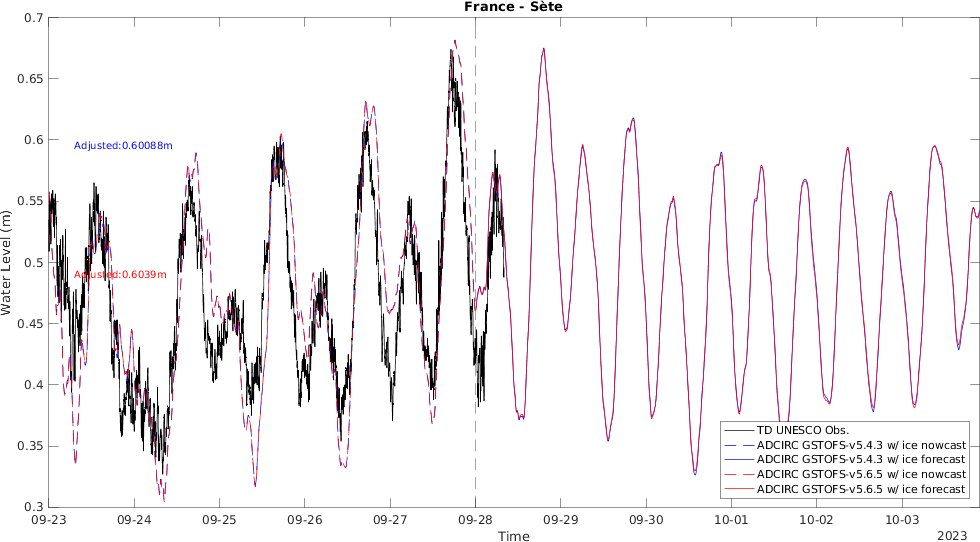 France - Sète
0.7
0.65
0.6
0.55
0.5
0.45
0.4
0.35
0.3
Water Level (m)
Adjusted:0.60088m
Adjusted:0.6039m
TD UNESCO Obs.
ADCIRC GSTOFS-v5.4.3 w/ ice nowcast
ADCIRC GSTOFS-v5.4.3 w/ ice forecast
ADCIRC GSTOFS-v5.6.5 w/ ice nowcast
ADCIRC GSTOFS-v5.6.5 w/ ice forecast
09-23 09-24 09-25 09-26 09-27 09-28 09-29 09-30 10-01 10-02 10-03
Time
2023